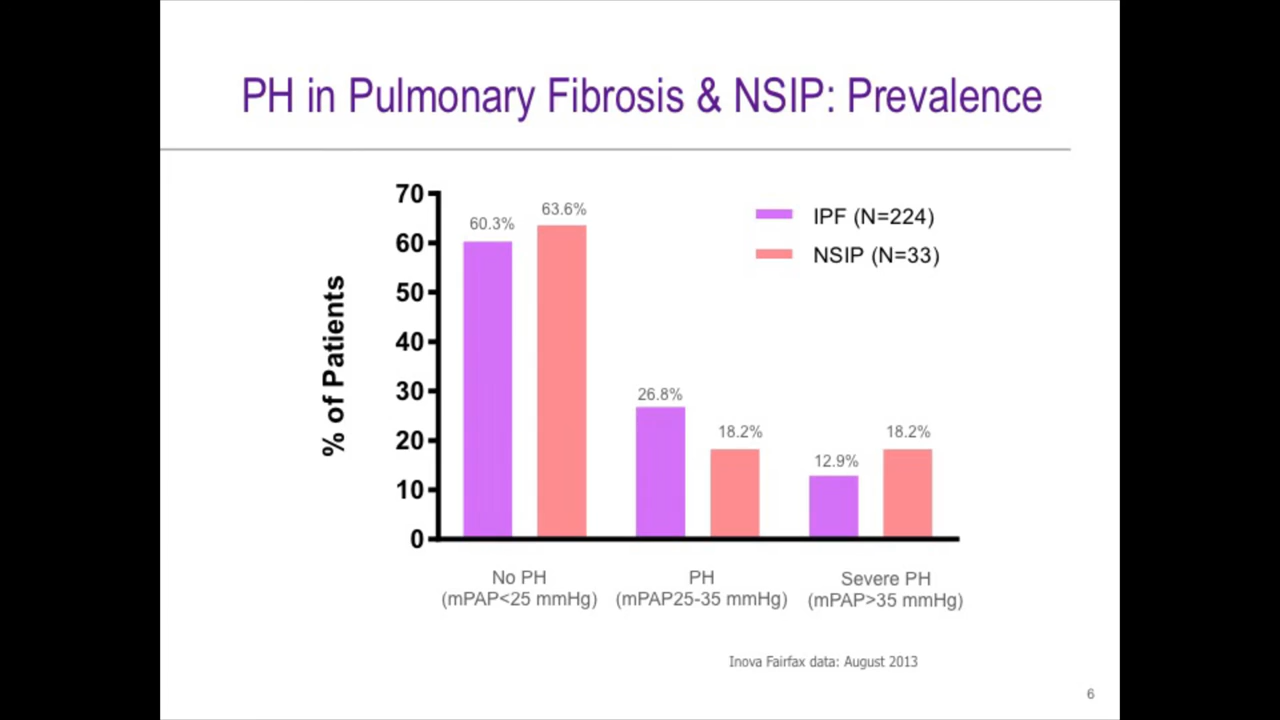 PH in Pulmonary Fibrosis & NSIP: Prevalence
70
60
50
40
30
20
10
0
% of Patients
60.3%
63.6%
26.8%
18.2%
12.9%
18.2%
IPF (N=224)
NSIP (N=33)
No PH
(mPAP<25 mmHg)
PH
(mPAP25-35 mmHg)
Severe PH
(mPAP>35 mmHg)
Inova Fairfax data: August 2013
6